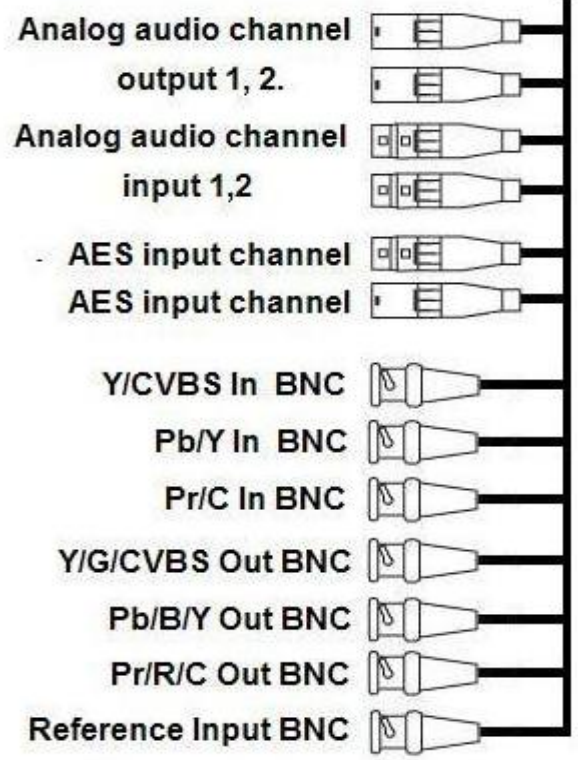 Analog audio channel
output 1, 2.
Analog audio channel
input 1,2
- AES input channel
AES input channel
Y/CVBS In BNC
Pb/Y In BNC
Pr/C In BNC
Y/G/CVBS Out BNC
Pb/B/Y Out BNC
Pr/R/C Out BNC
Reference Input BNC